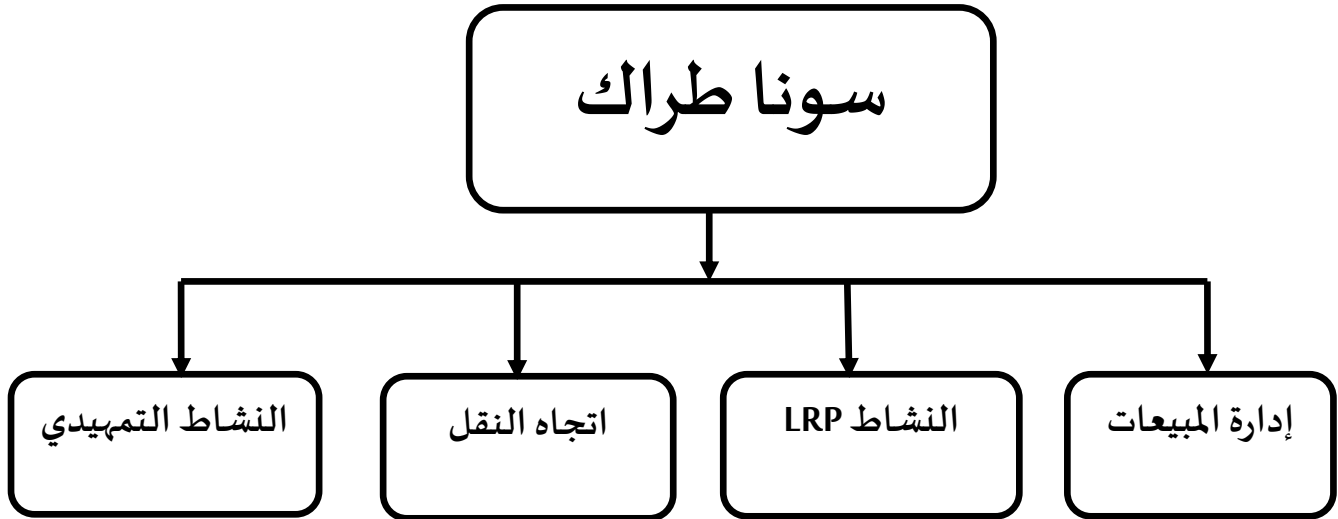 سونا طراك
إدارة المبيعات
النشاط LRP
اتجاه النقل
النشاط التمهيدي